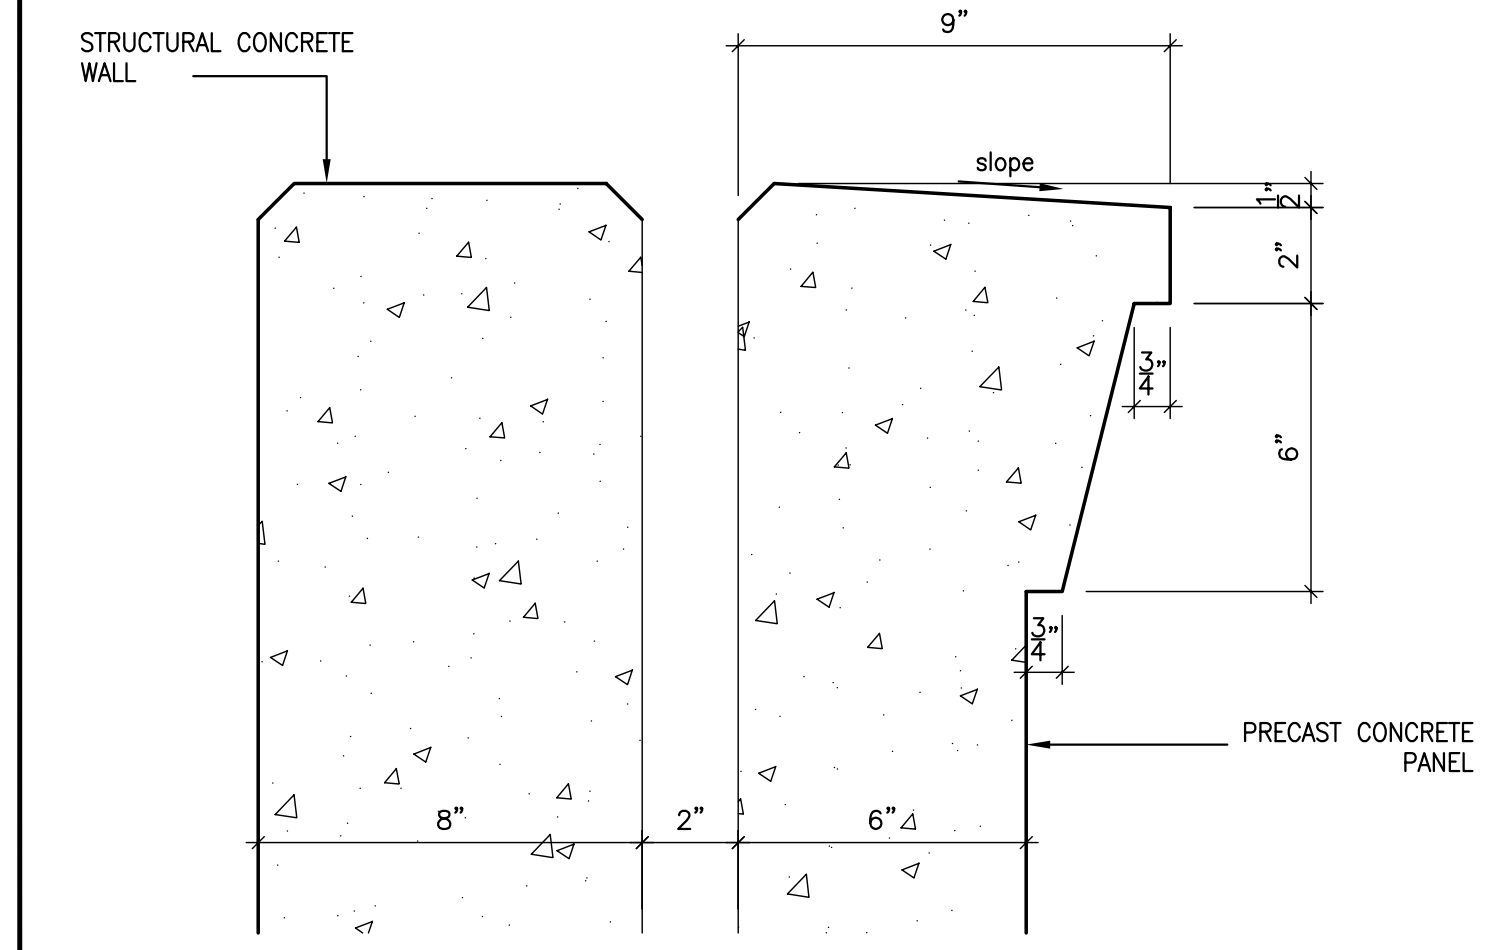 STRUCTURAL CONCRETE
WALL
9”
slope
1/2”
2”
3/4”
6”
3/4”
PRECAST CONCRETE
PANEL
8”
2”
6”